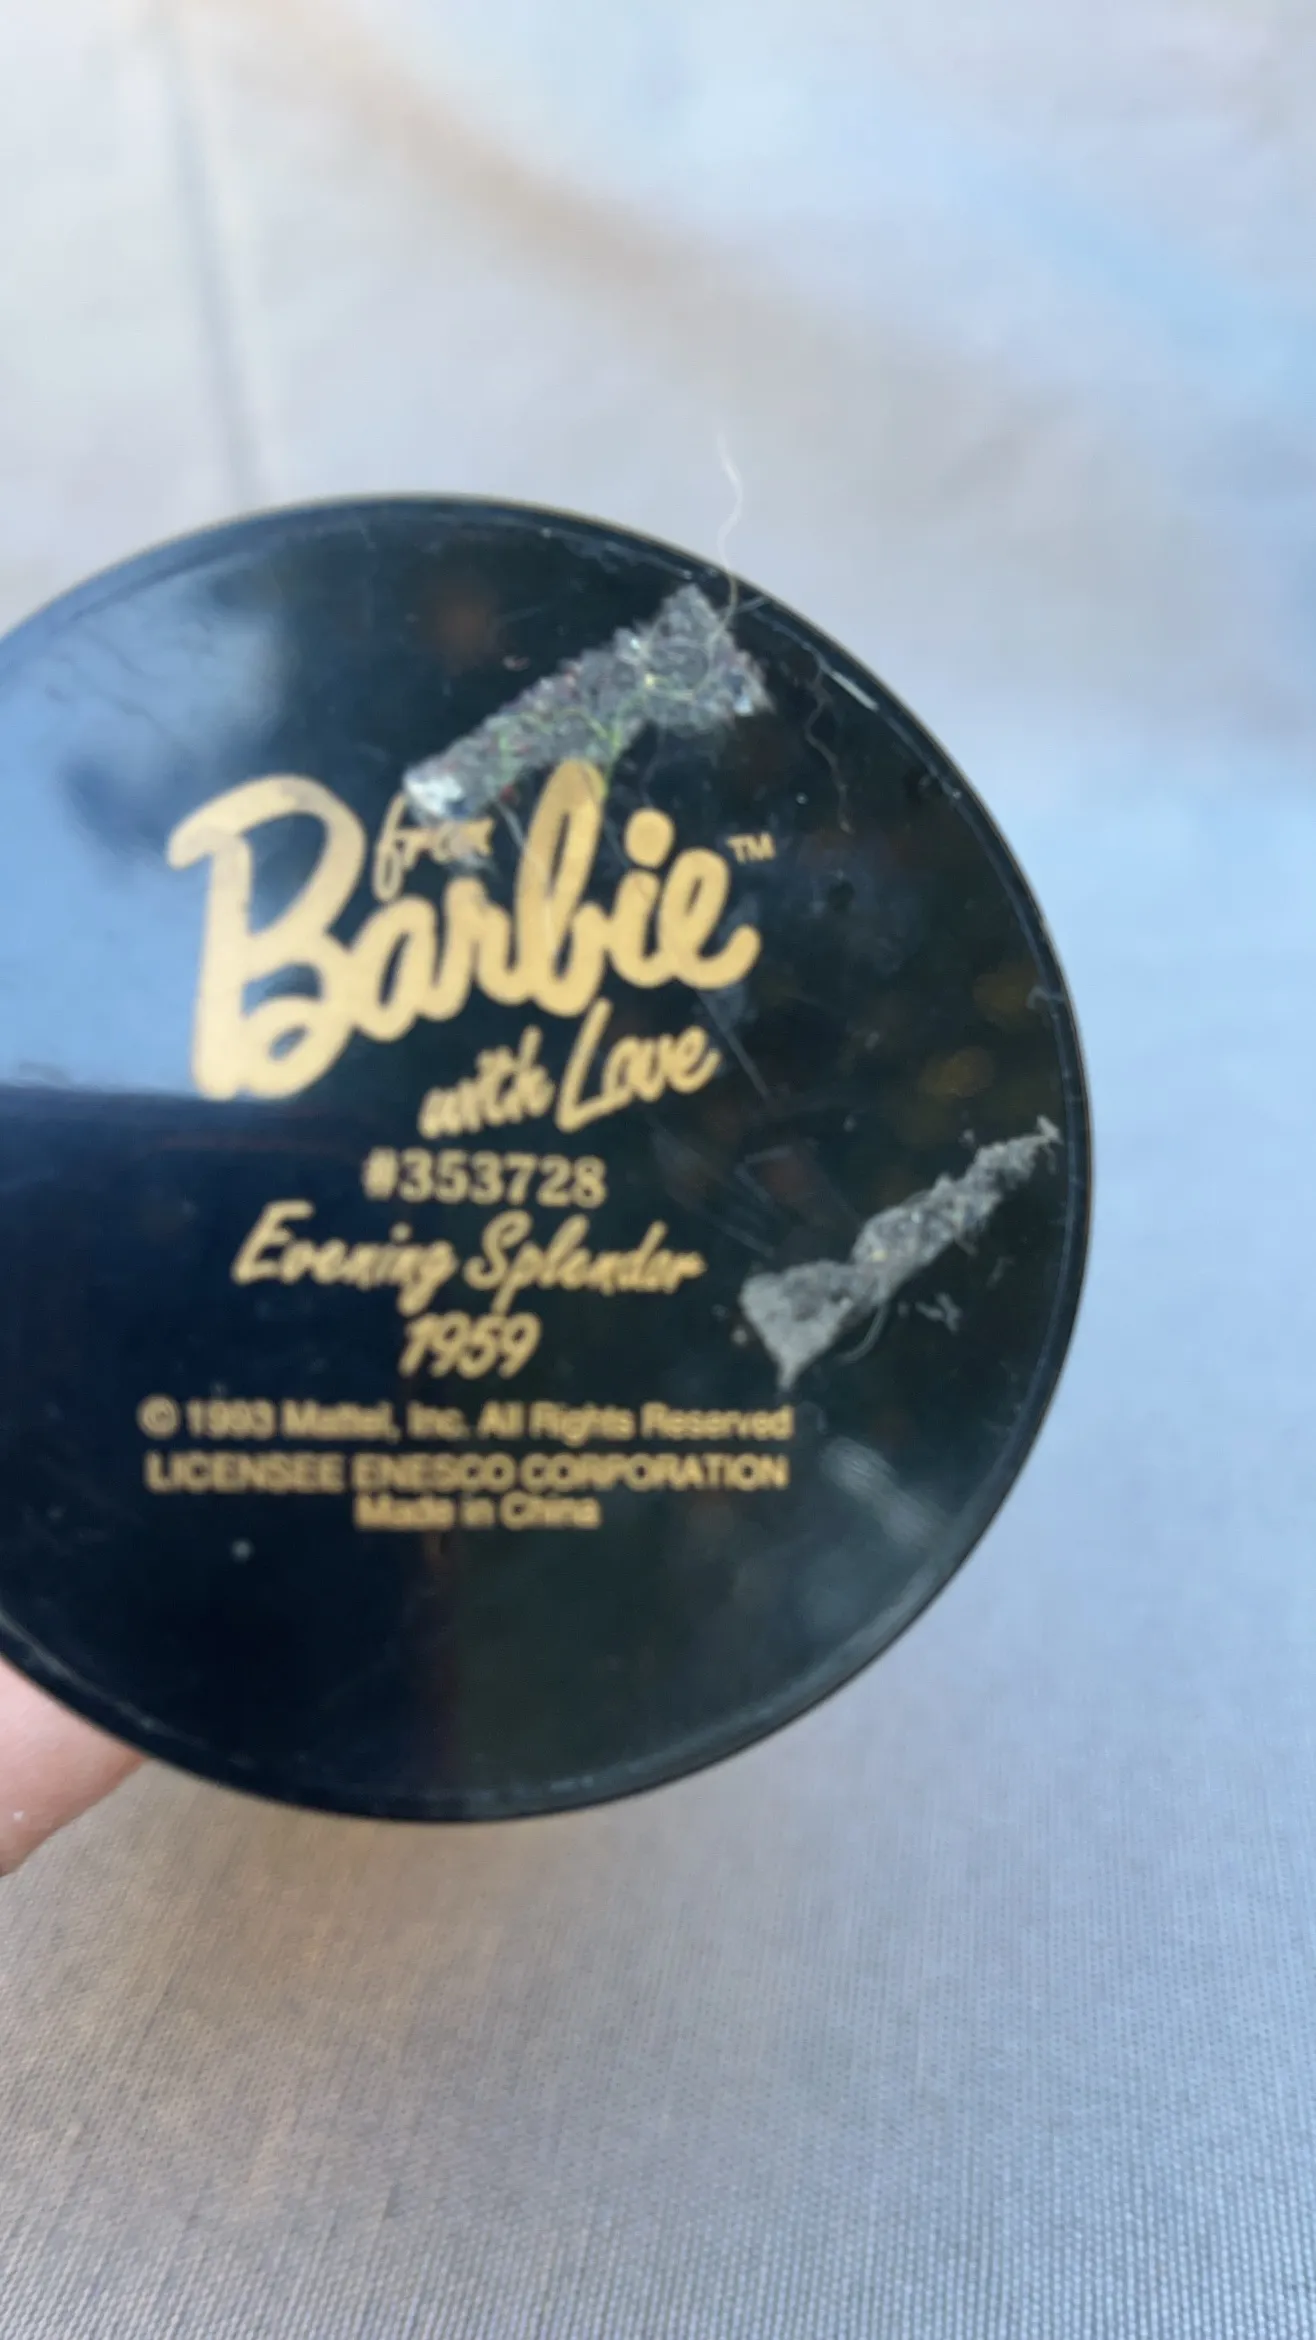 from
Barbie™
with Love
#353728
Evening Splendor
1959
© 1993 Mattel, Inc. All Rights Reserved
LICENSEE ENESCO CORPORATION
Made in China